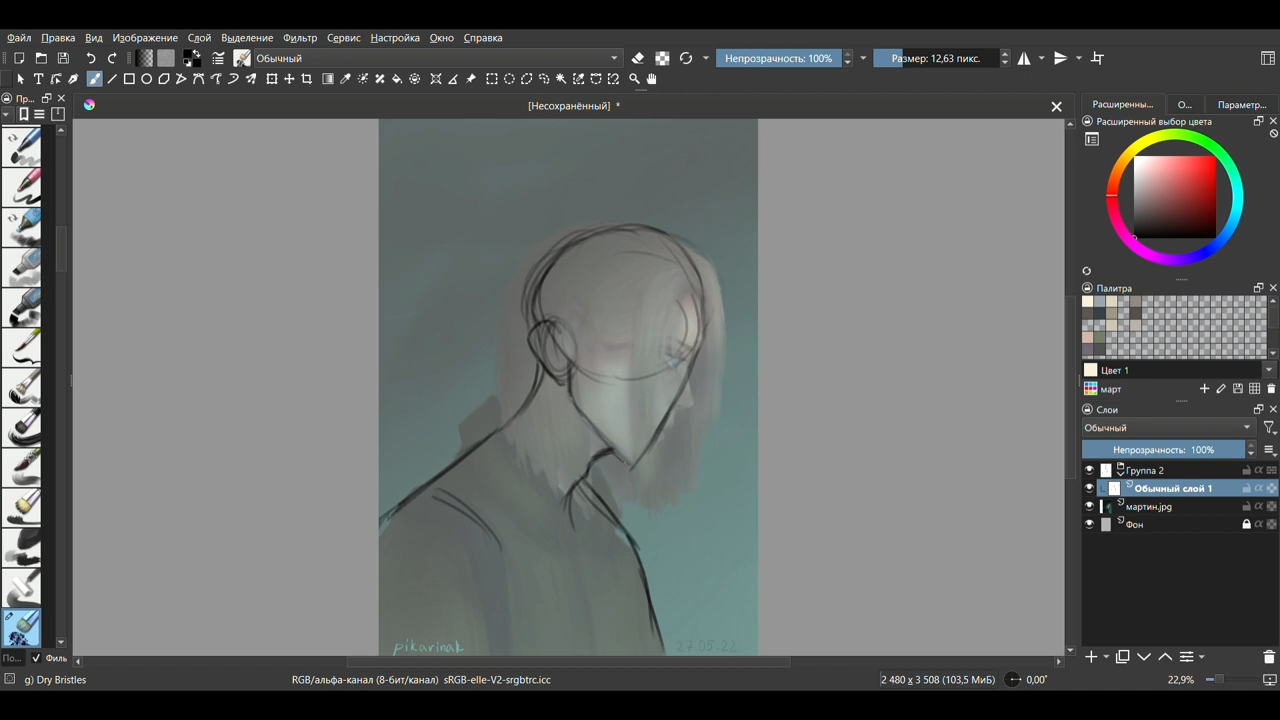 Файл Правка Вид Изображение Слой Выделение Фильтр Сервис Настройка Окно Справка
Обычный Непрозрачность: 100% Размер: 12,63 пикс.
Пр... [Несохранённый] * Расширенны... О... Параметр...
Расширенный выбор цвета
Палитра
Цвет 1
март
Слои
Обычный
Непрозрачность: 100%
Группа 2
Обычный слой 1
мартин.jpg
Фон
pikarinak 27.05.22
По... Филь
g) Dry Bristles RGB/альфа-канал (8-бит/канал) sRGB-elle-V2-srgbtrc.icc 2 480 x 3 508 (103,5 МиБ) 0,00° 22,9%